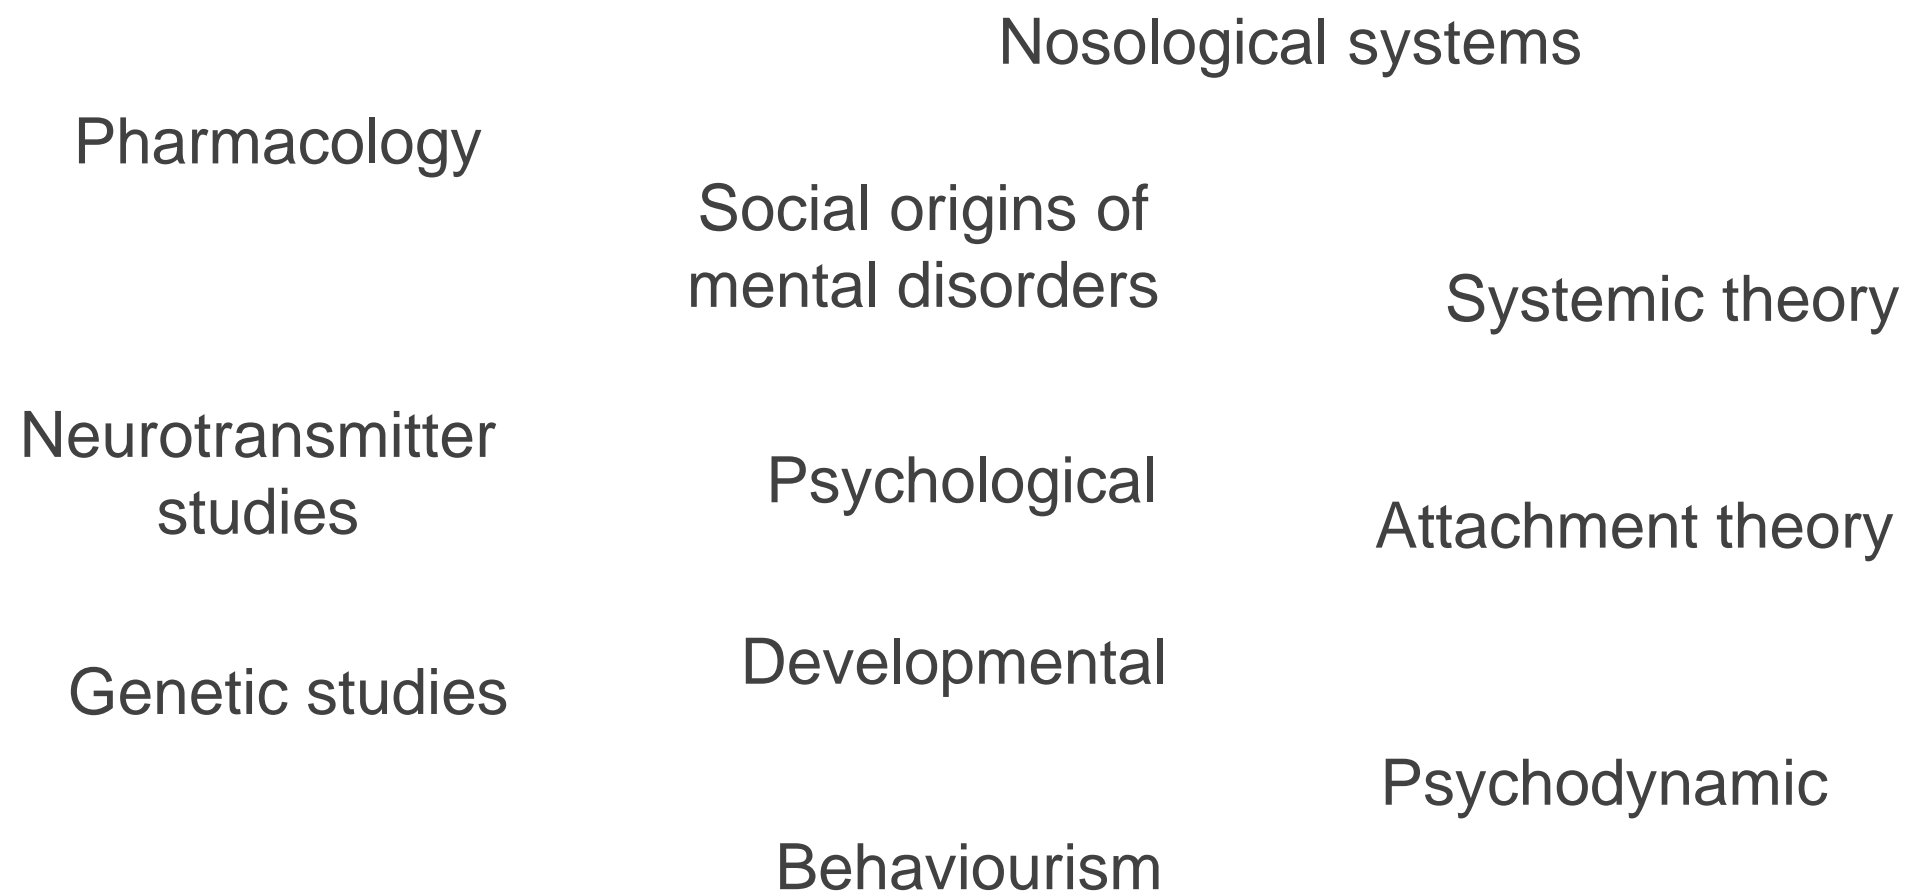 Nosological systems
Pharmacology
Social origins of
mental disorders
Systemic theory
Neurotransmitter
studies
Psychological
Attachment theory
Developmental
Genetic studies
Psychodynamic
Behaviourism